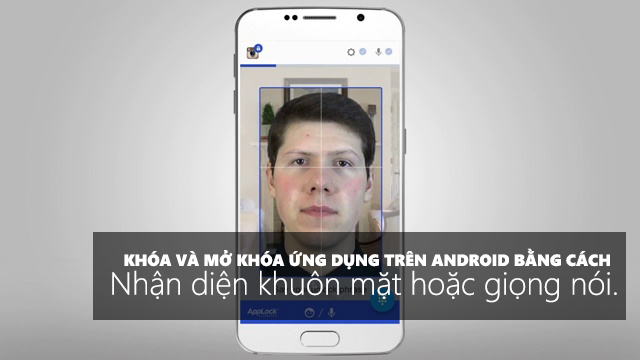 KHÓA VÀ MỞ KHÓA ỨNG DỤNG TRÊN ANDROID BẰNG CÁCH
Nhận diện khuôn mặt hoặc giọng nói.
AppLock